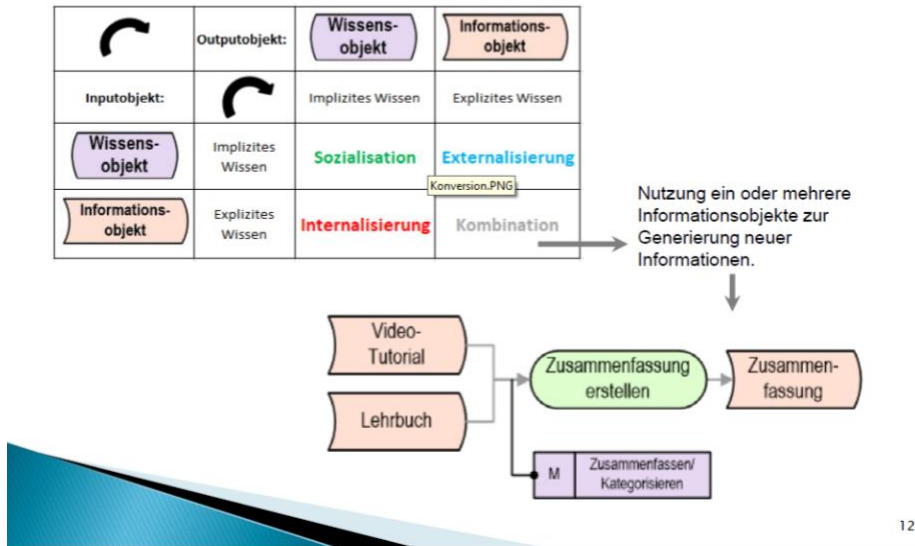 Outputobjekt:
Wissens-
objekt
Informations-
objekt
Inputobjekt:
Implizites Wissen
Explizites Wissen
Wissens-
objekt
Implizites
Wissen
Sozialisation
Externalisierung
Konversion.PNG
Informations-
objekt
Explizites
Wissen
Internalisierung
Kombination
Nutzung ein oder mehrere
Informationsobjekte zur
Generierung neuer
Informationen.
Video-
Tutorial
Lehrbuch
Zusammenfassung
erstellen
Zusammen-
fassung
M
Zusammenfassen/
Kategorisieren
12